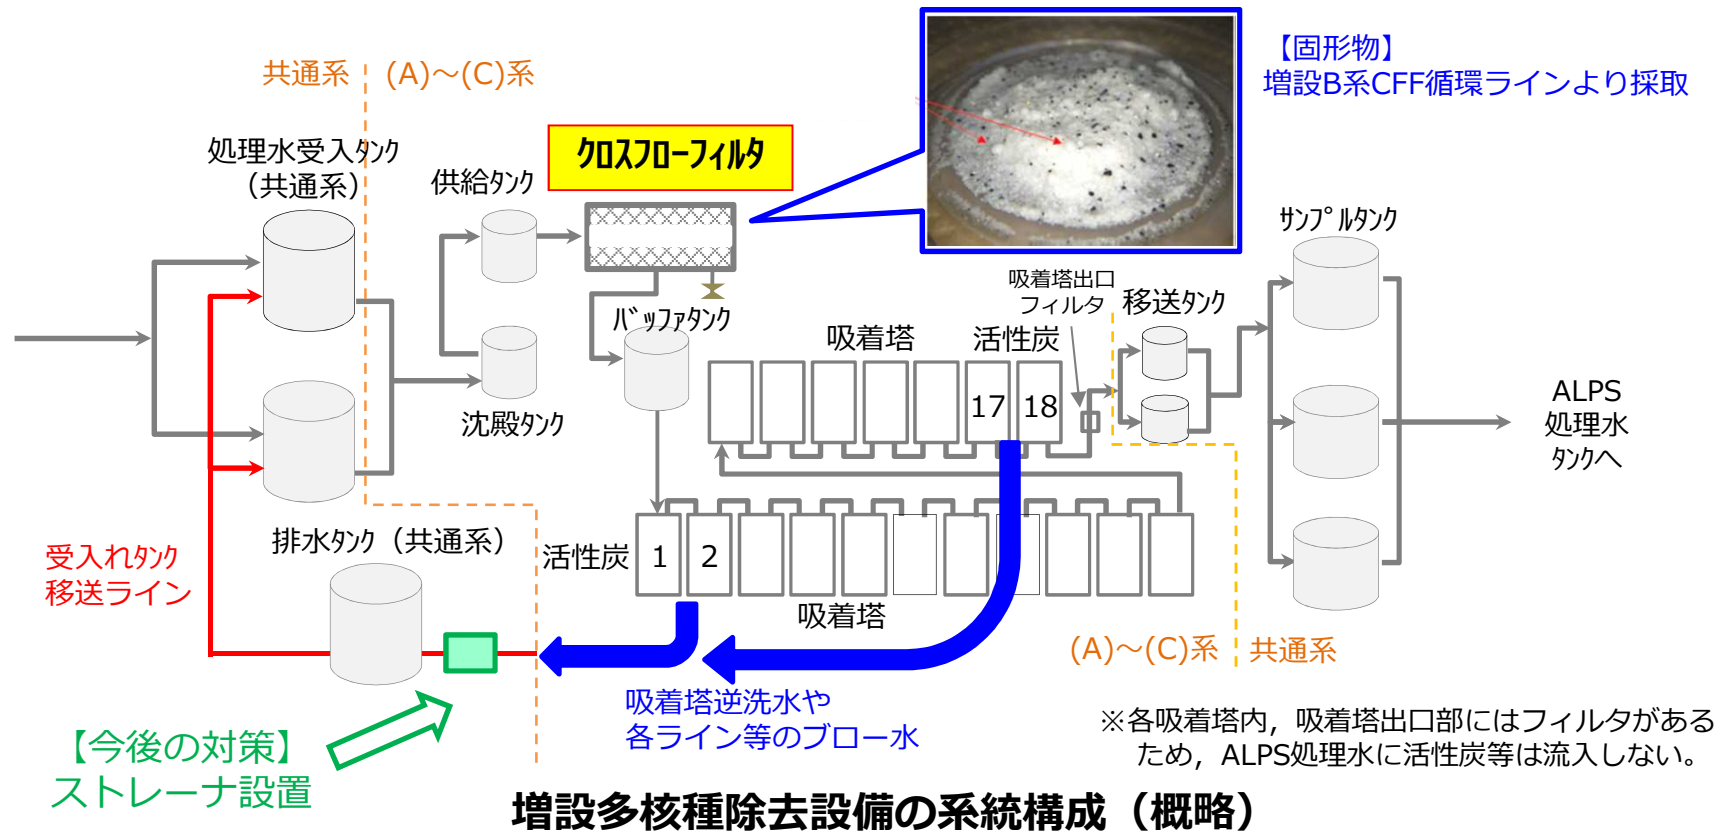 共通系
(A)～(C)系
【固形物】
増設B系CFF循環ラインより採取
クロスフローフィルタ
処理水受入タンク
（共通系）
供給タンク
サンプルタンク
吸着塔出口
フィルタ
移送タンク
バッファタンク
吸着塔
活性炭
17
18
沈殿タンク
ALPS
処理水
タンクへ
排水タンク（共通系）
受入れタンク
移送ライン
活性炭
1
2
吸着塔
(A)～(C)系
共通系
吸着塔逆洗水や
各ライン等のブロー水
【今後の対策】
ストレーナ設置
※各吸着塔内，吸着塔出口部にはフィルタがある
ため，ALPS処理水に活性炭等は流入しない。
増設多核種除去設備の系統構成（概略）